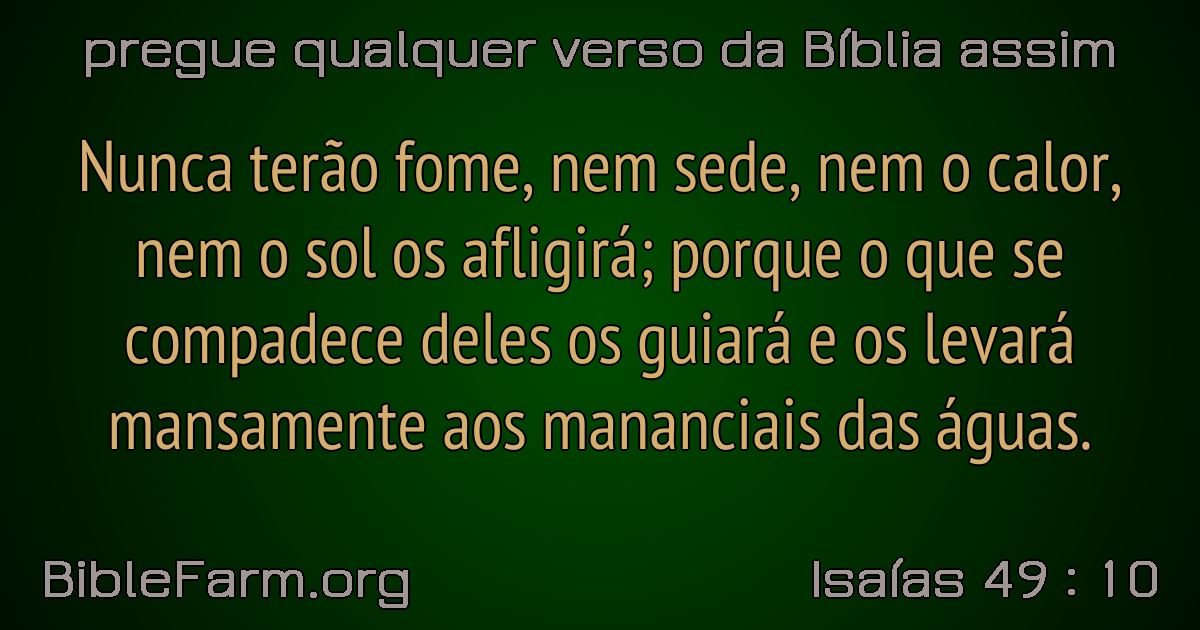 pregue qualquer verso da Bíblia assim
Nunca terão fome, nem sede, nem o calor,
nem o sol os afligirá; porque o que se
compadece deles os guiará e os levará
mansamente aos mananciais das águas.
BibleFarm.org
Isaías 49 : 10